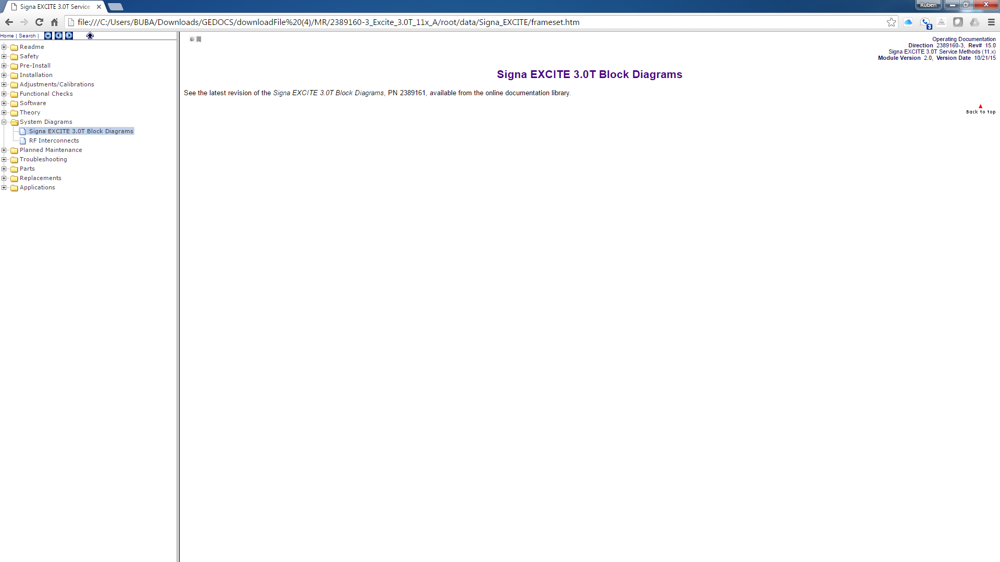 Signa EXCITE 3.0T Service
Ruben
file:///C:/Users/BUBA/Downloads/GEDOCS/downloadFile%20(4)/MR/2389160-3_Excite_3.0T_11x_A/root/data/Signa_EXCITE/frameset.htm
3
Home | Search |
Readme
Safety
Pre-Install
Installation
Adjustments/Calibrations
Functional Checks
Software
Theory
System Diagrams
Signa EXCITE 3.0T Block Diagrams
RF Interconnects
Planned Maintenance
Troubleshooting
Parts
Replacements
Applications
Operating Documentation
Direction 2389160-3, Rev# 15.0
Signa EXCITE 3.0T Service Methods (11.x)
Module Version 2.0, Version Date 10/21/15
Signa EXCITE 3.0T Block Diagrams
See the latest revision of the Signa EXCITE 3.0T Block Diagrams, PN 2389161, available from the online documentation library.
Back to top